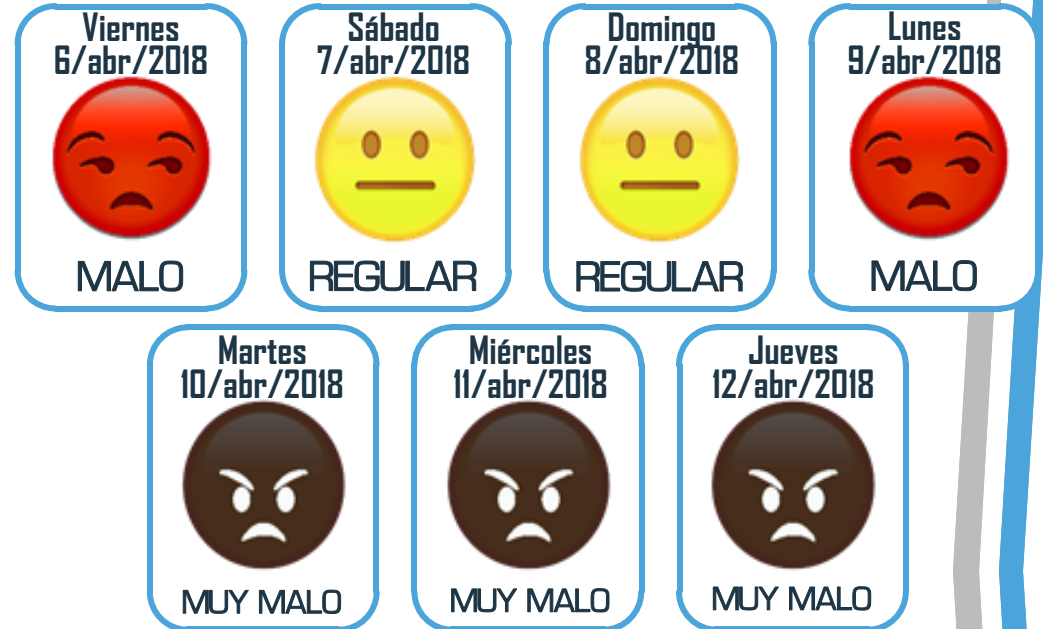 Viernes
6/abr/2018
MALO
Sábado
7/abr/2018
REGULAR
Domingo
8/abr/2018
REGULAR
Lunes
9/abr/2018
MALO
Martes
10/abr/2018
MUY MALO
Miércoles
11/abr/2018
MUY MALO
Jueves
12/abr/2018
MUY MALO